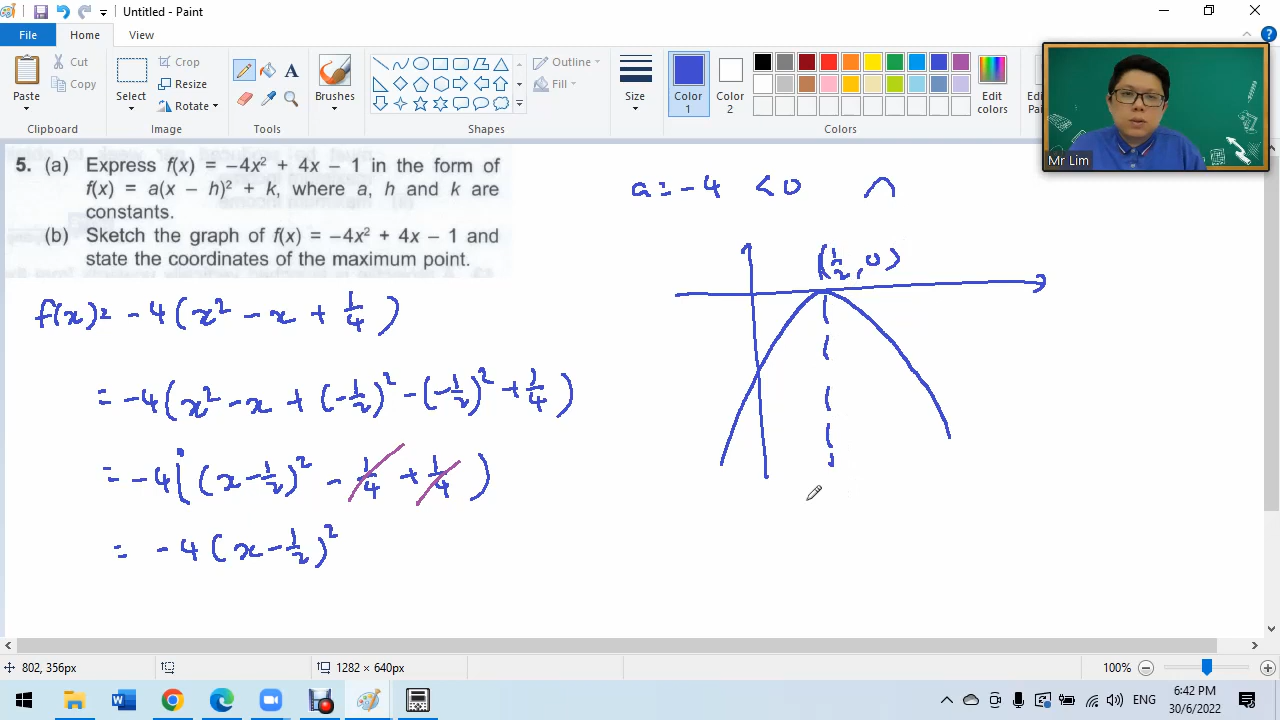 Untitled - Paint
File
Home
View
Paste
Cut
Copy
Clipboard
Select
Crop
Resize
Rotate
Image
A
Tools
Brushes
Shapes
Outline
Fill
Size
Color 1
Color 2
Colors
Edit colors
Mr Lim
5. (a) Express f(x) = −4x² + 4x − 1 in the form of
f(x) = a(x − h)² + k, where a, h and k are
constants.
(b) Sketch the graph of f(x) = −4x² + 4x − 1 and
state the coordinates of the maximum point.
f(x) = -4(x² - x + 1/4)
= -4(x² - x + (-1/2)² - (-1/2)² + 1/4)
= -4((x - 1/2)² - 1/4 + 1/4)
= -4(x - 1/2)²
a = -4 < 0
(1/2, 0)
802, 356px
1282 × 640px
100%
ENG
6:42 PM
30/6/2022